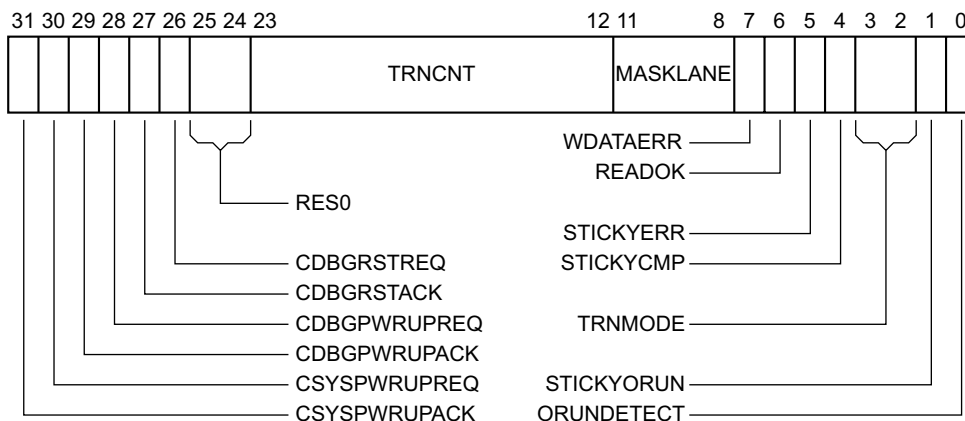 31 30 29 28 27 26 25 24 23 12 11 8 7 6 5 4 3 2 1 0
TRNCNT MASKLANE
WDATAERR
READOK
RES0
STICKYERR
CDBGRSTREQ STICKYCMP
CDBGRSTACK
CDBGPWRUPREQ TRNMODE
CDBGPWRUPACK
CSYSPWRUPREQ STICKYORUN
CSYSPWRUPACK ORUNDETECT